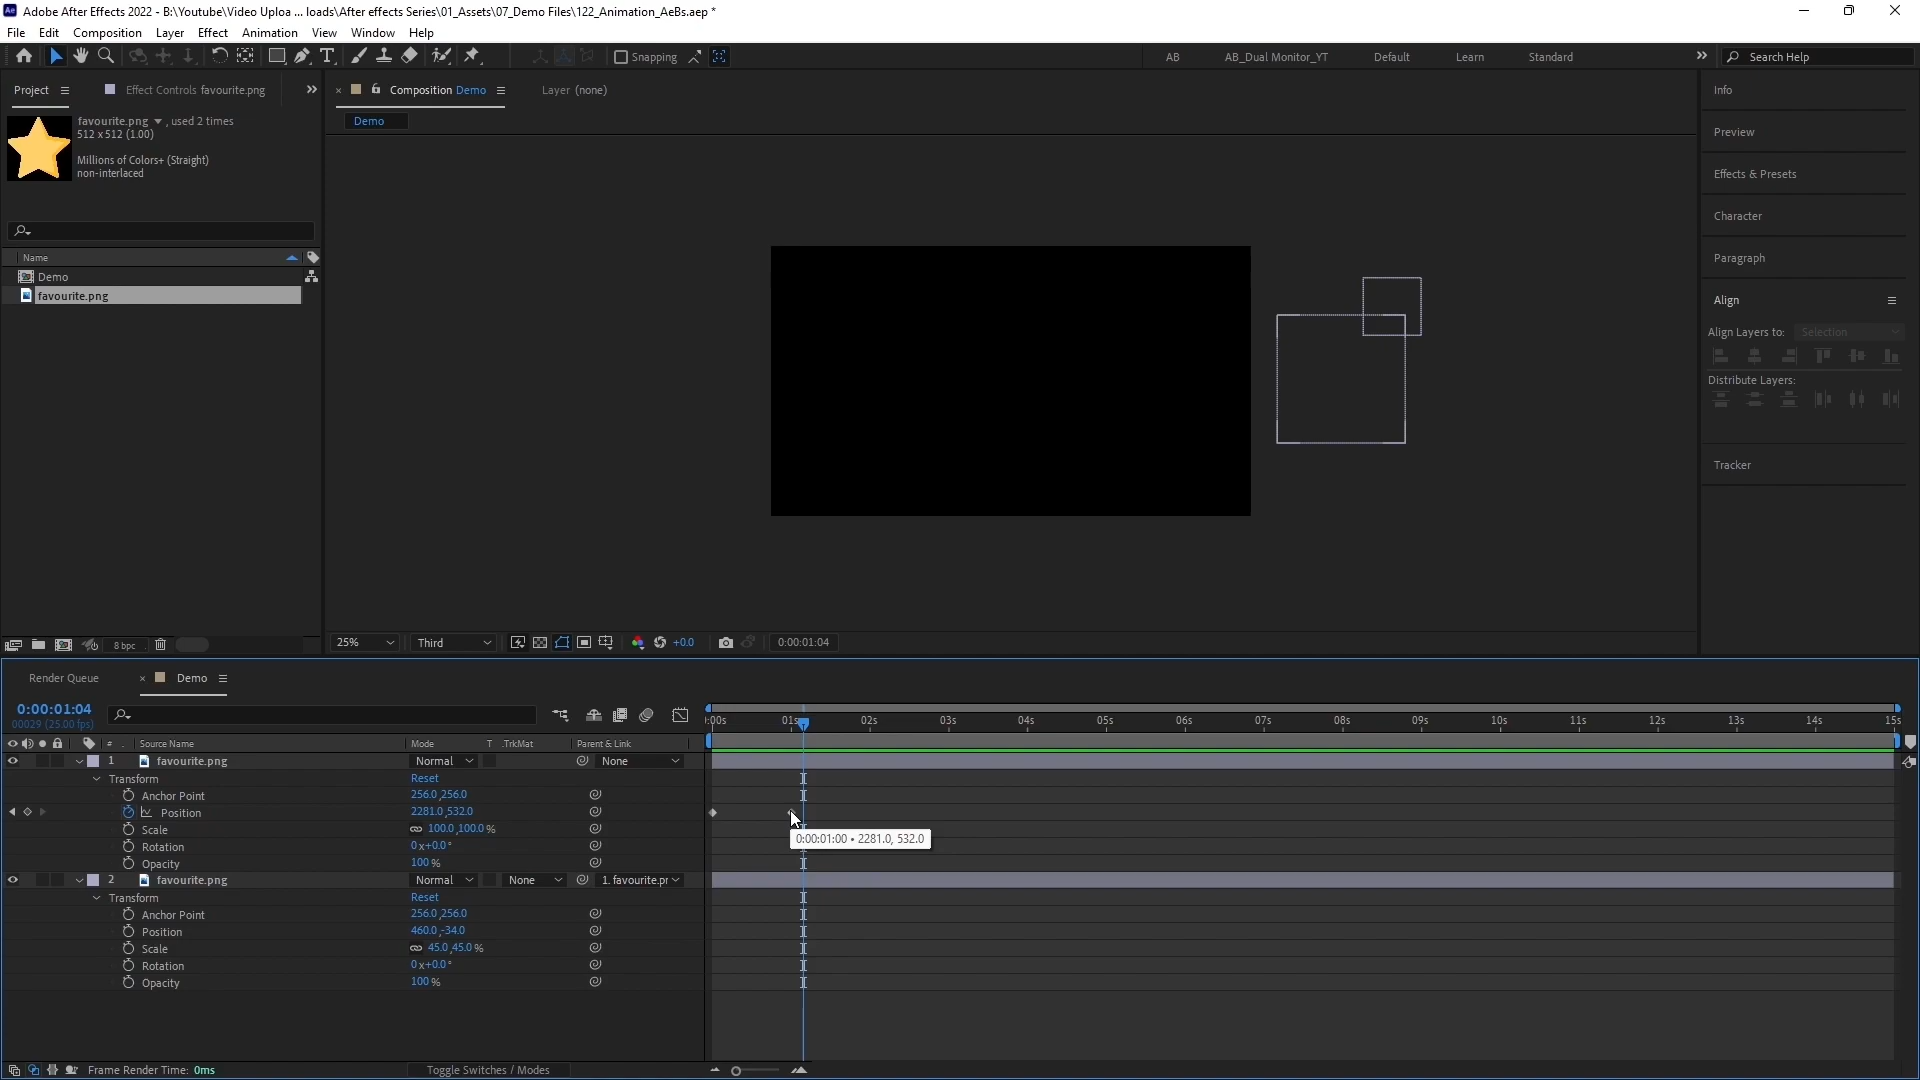 Adobe After Effects 2022 - B:\Youtube\Video Uploa ... loads\After effects Series\01_Assets\07_Demo Files\122_Animation_AeBs.aep *
File Edit Composition Layer Effect Animation View Window Help
Snapping
AB AB_Dual Monitor_YT Default Learn Standard Search Help
Project Effect Controls favourite.png
Composition Demo Layer (none)
Demo
favourite.png , used 2 times
512 x 512 (1.00)
Millions of Colors+ (Straight)
non-interlaced
Name
Demo
favourite.png
Info
Preview
Effects & Presets
Character
Paragraph
Align
Align Layers to: Selection
Distribute Layers:
Tracker
8 bpc
25% Third +0.0 0:00:01:04
Render Queue Demo
0:00:01:04
00029 (25.00 fps)
:00s 01s 02s 03s 04s 05s 06s 07s 08s 09s 10s 11s 12s 13s 14s 15s
# . Source Name Mode T .TrkMat Parent & Link
1 favourite.png Normal None
Transform Reset
Anchor Point 256.0,256.0
Position 2281.0,532.0
Scale 100.0,100.0 %
0:00:01:00 • 2281.0, 532.0
Rotation 0x+0.0°
Opacity 100 %
2 favourite.png Normal None 1. favourite.pr
Transform Reset
Anchor Point 256.0,256.0
Position 460.0,-34.0
Scale 45.0,45.0 %
Rotation 0x+0.0°
Opacity 100 %
Frame Render Time: 0ms Toggle Switches / Modes